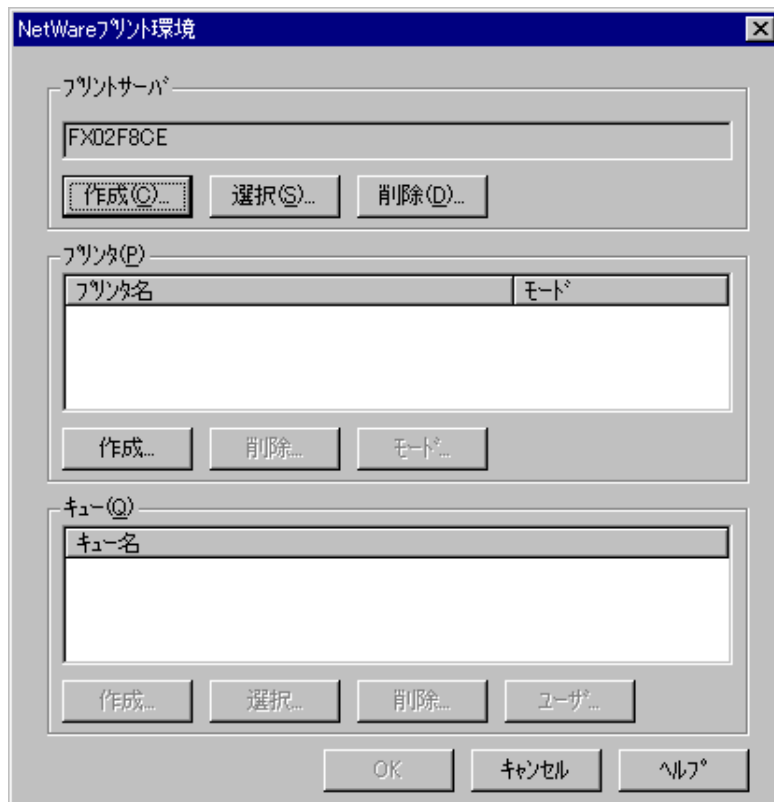 NetWareﾌﾟﾘﾝﾄ環境
ﾌﾟﾘﾝﾄｻｰﾊﾞ
FX02F8CE
作成(C)... 選択(S)... 削除(D)...
ﾌﾟﾘﾝﾀ(P)
ﾌﾟﾘﾝﾀ名 ﾓｰﾄﾞ
作成... 削除... ﾓｰﾄﾞ...
ｷｭｰ(Q)
ｷｭｰ名
作成... 選択... 削除... ﾕｰｻﾞ...
OK ｷｬﾝｾﾙ ﾍﾙﾌﾟ